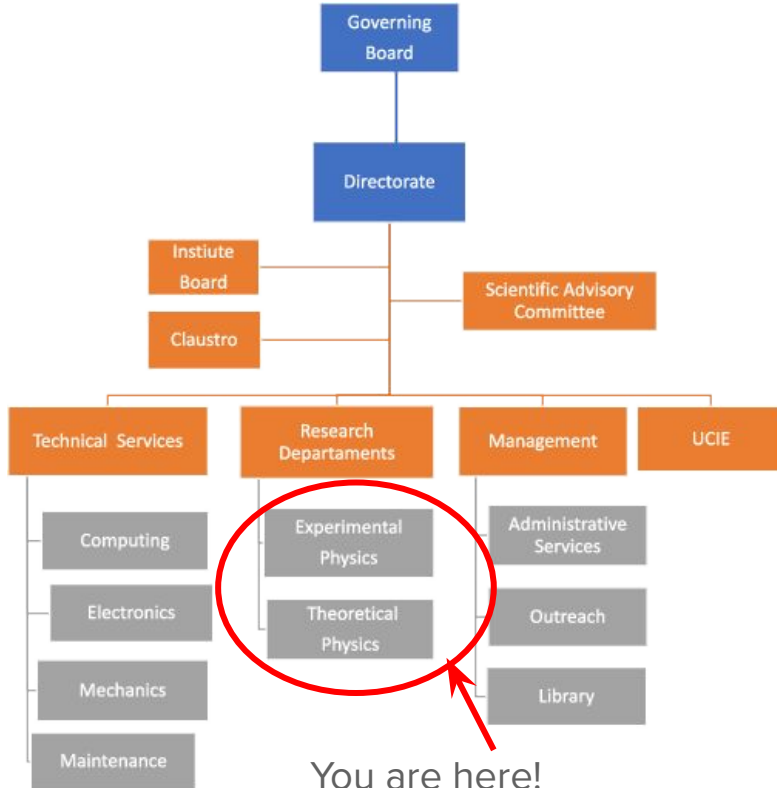 Governing
Board
Directorate
Instiute
Board
Scientific Advisory
Committee
Claustro
Technical Services
Research
Departaments
Management
UCIE
Computing
Experimental
Physics
Administrative
Services
Electronics
Theoretical
Physics
Outreach
Mechanics
Library
Maintenance
You are here!